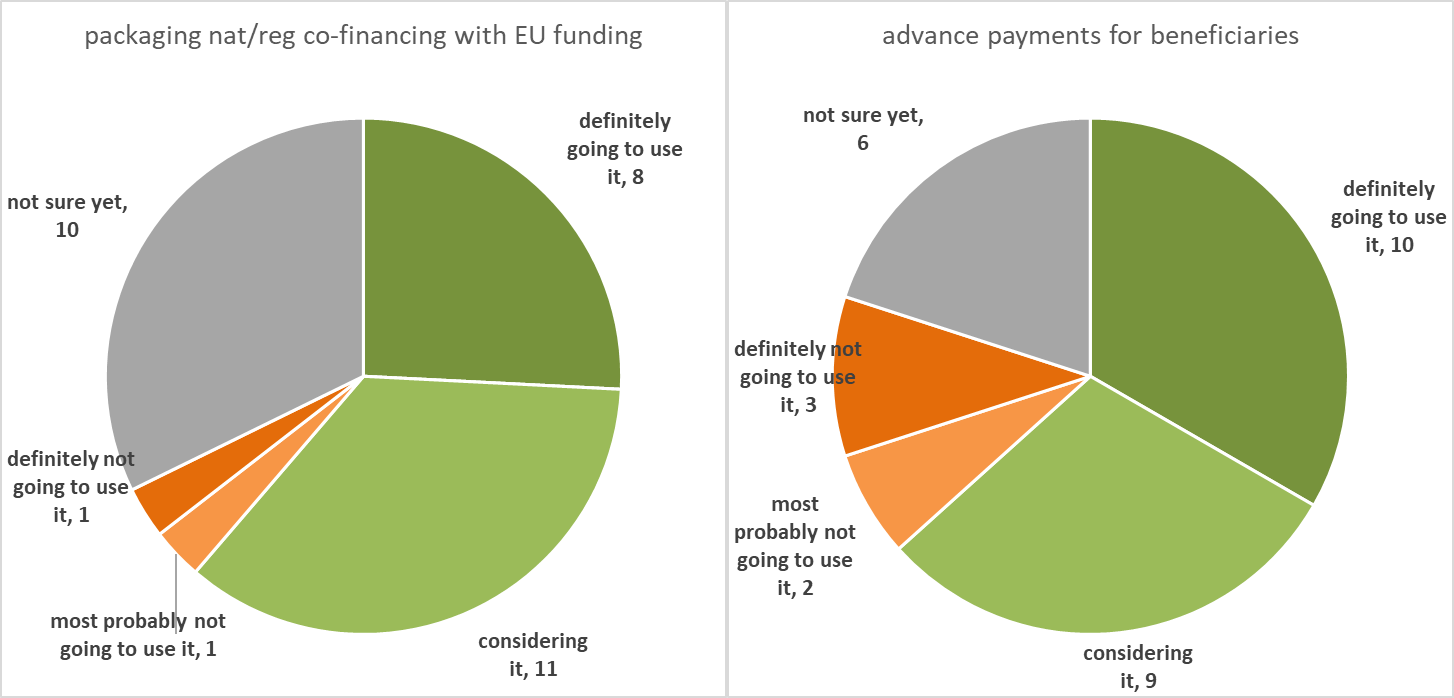 packaging nat/reg co-financing with EU funding
definitely
going to use
it, 8
not sure yet,
10
definitely not
going to use
it, 1
most probably not
going to use it, 1
considering
it, 11
advance payments for beneficiaries
not sure yet,
6
definitely
going to use
it, 10
definitely not
going to use
it, 3
most
probably not
going to use
it, 2
considering
it, 9